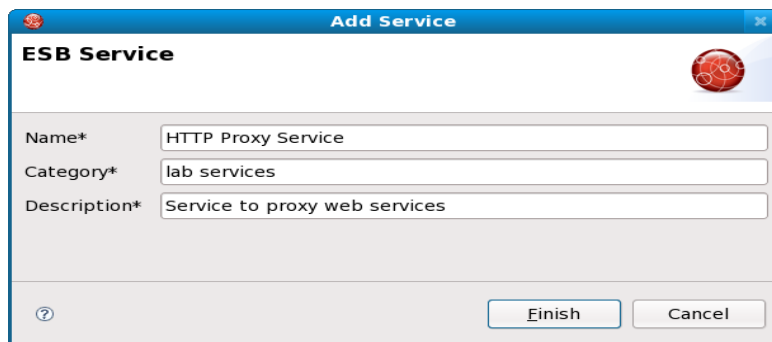 Add Service
ESB Service
Name* HTTP Proxy Service
Category* lab services
Description* Service to proxy web services
? Finish Cancel